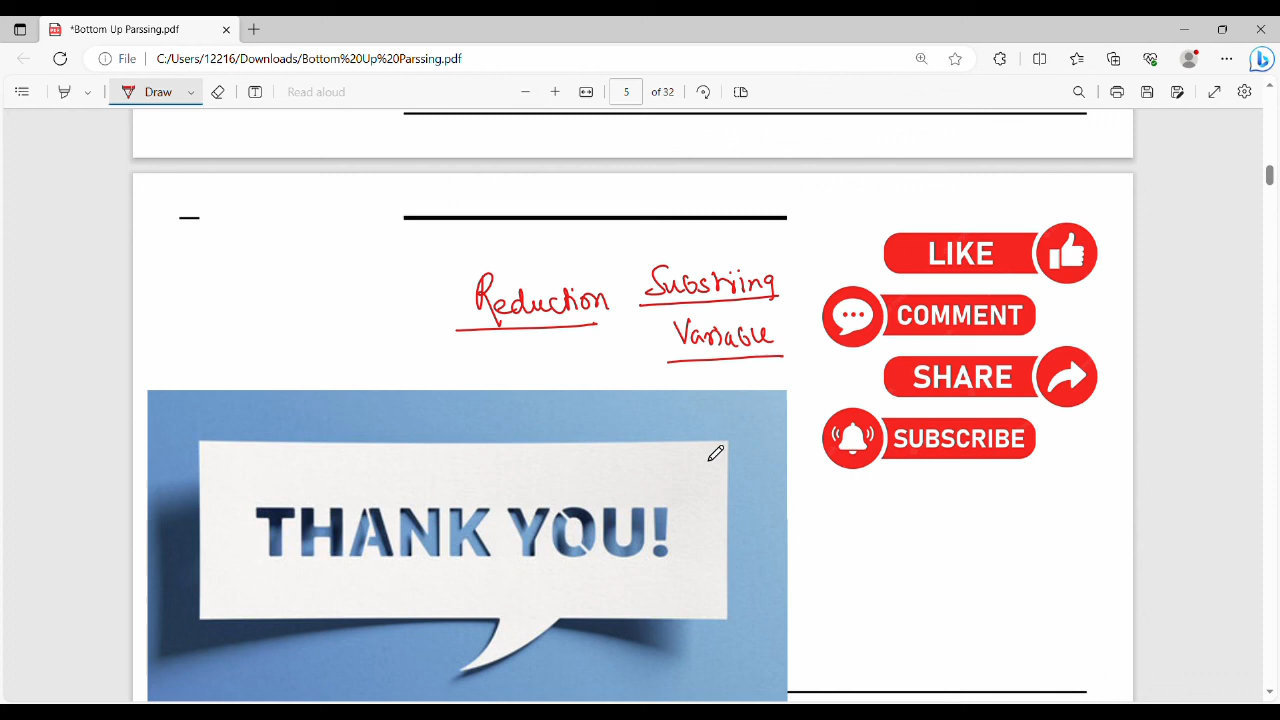 *Bottom Up Parssing.pdf
File
C:/Users/12216/Downloads/Bottom%20Up%20Parssing.pdf
Draw
Read aloud
5
of 32
Reduction
Substriing
Variable
LIKE
COMMENT
SHARE
SUBSCRIBE
THANK YOU!